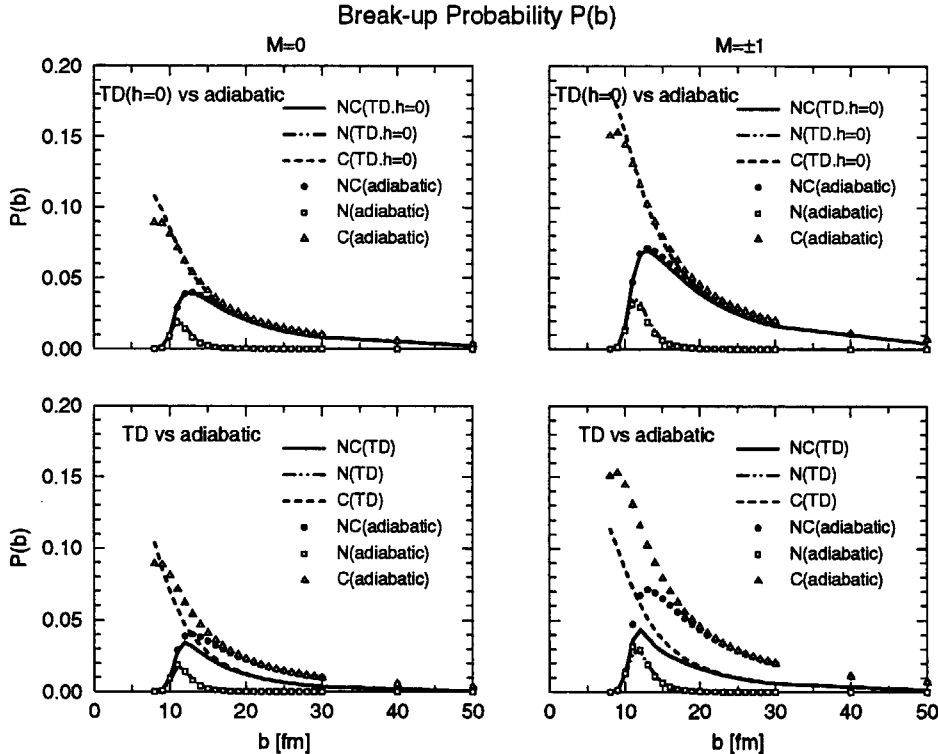 Break-up Probability P(b)
M=0
M=±1
P(b)
0.20
0.15
0.10
0.05
0.00
TD(h=0) vs adiabatic
NC(TD.h=0)
N(TD.h=0)
C(TD.h=0)
NC(adiabatic)
N(adiabatic)
C(adiabatic)
TD(h=0) vs adiabatic
NC(TD.h=0)
N(TD.h=0)
C(TD.h=0)
NC(adiabatic)
N(adiabatic)
C(adiabatic)
P(b)
0.20
0.15
0.10
0.05
0.00
TD vs adiabatic
NC(TD)
N(TD)
C(TD)
NC(adiabatic)
N(adiabatic)
C(adiabatic)
0 10 20 30 40 50
b [fm]
TD vs adiabatic
NC(TD)
N(TD)
C(TD)
NC(adiabatic)
N(adiabatic)
C(adiabatic)
0 10 20 30 40 50
b [fm]